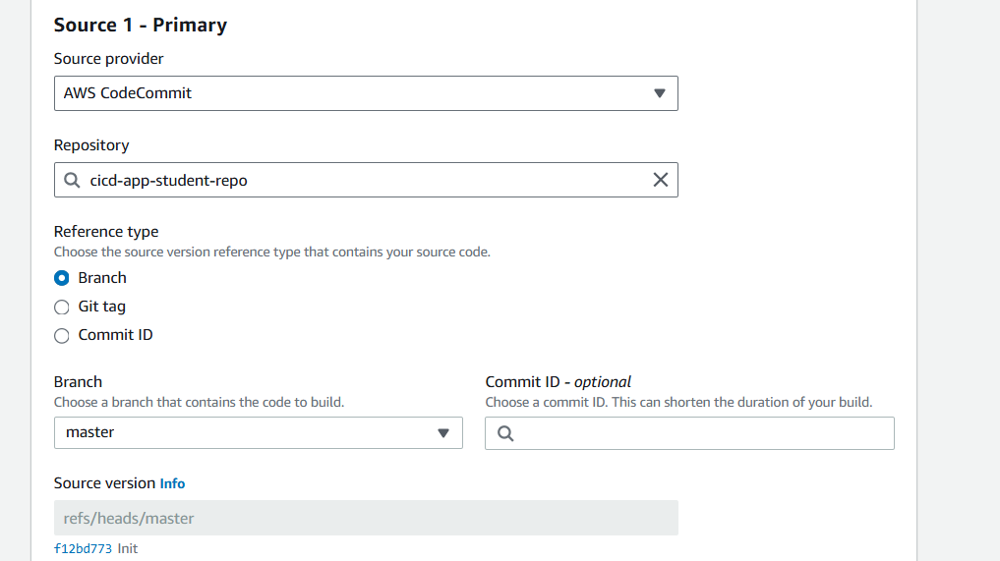 Source 1 - Primary
Source provider
AWS CodeCommit
Repository
cicd-app-student-repo
Reference type
Choose the source version reference type that contains your source code.
Branch
Git tag
Commit ID
Branch
Choose a branch that contains the code to build.
master
Commit ID - optional
Choose a commit ID. This can shorten the duration of your build.
Source version Info
refs/heads/master
f12bd773 Init